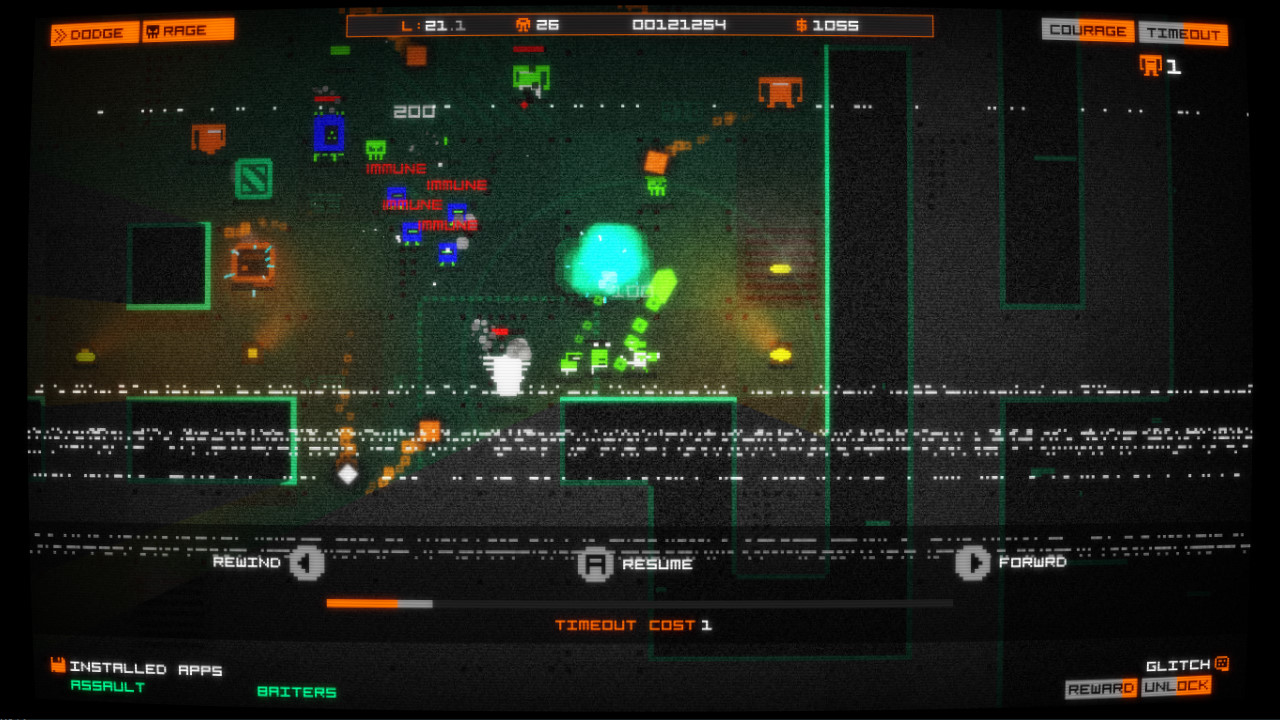 DODGE RAGE L:21.1 26 00121254 $1055 COURAGE TIMEOUT
1
200
IMMUNE
IMMUNE
IMMUNE
IMMUNE
100
REWIND A RESUME FORWRD
TIMEOUT COST 1
INSTALLED APPS
ASSAULT BAITERS
GLITCH
REWARD UNLOCK